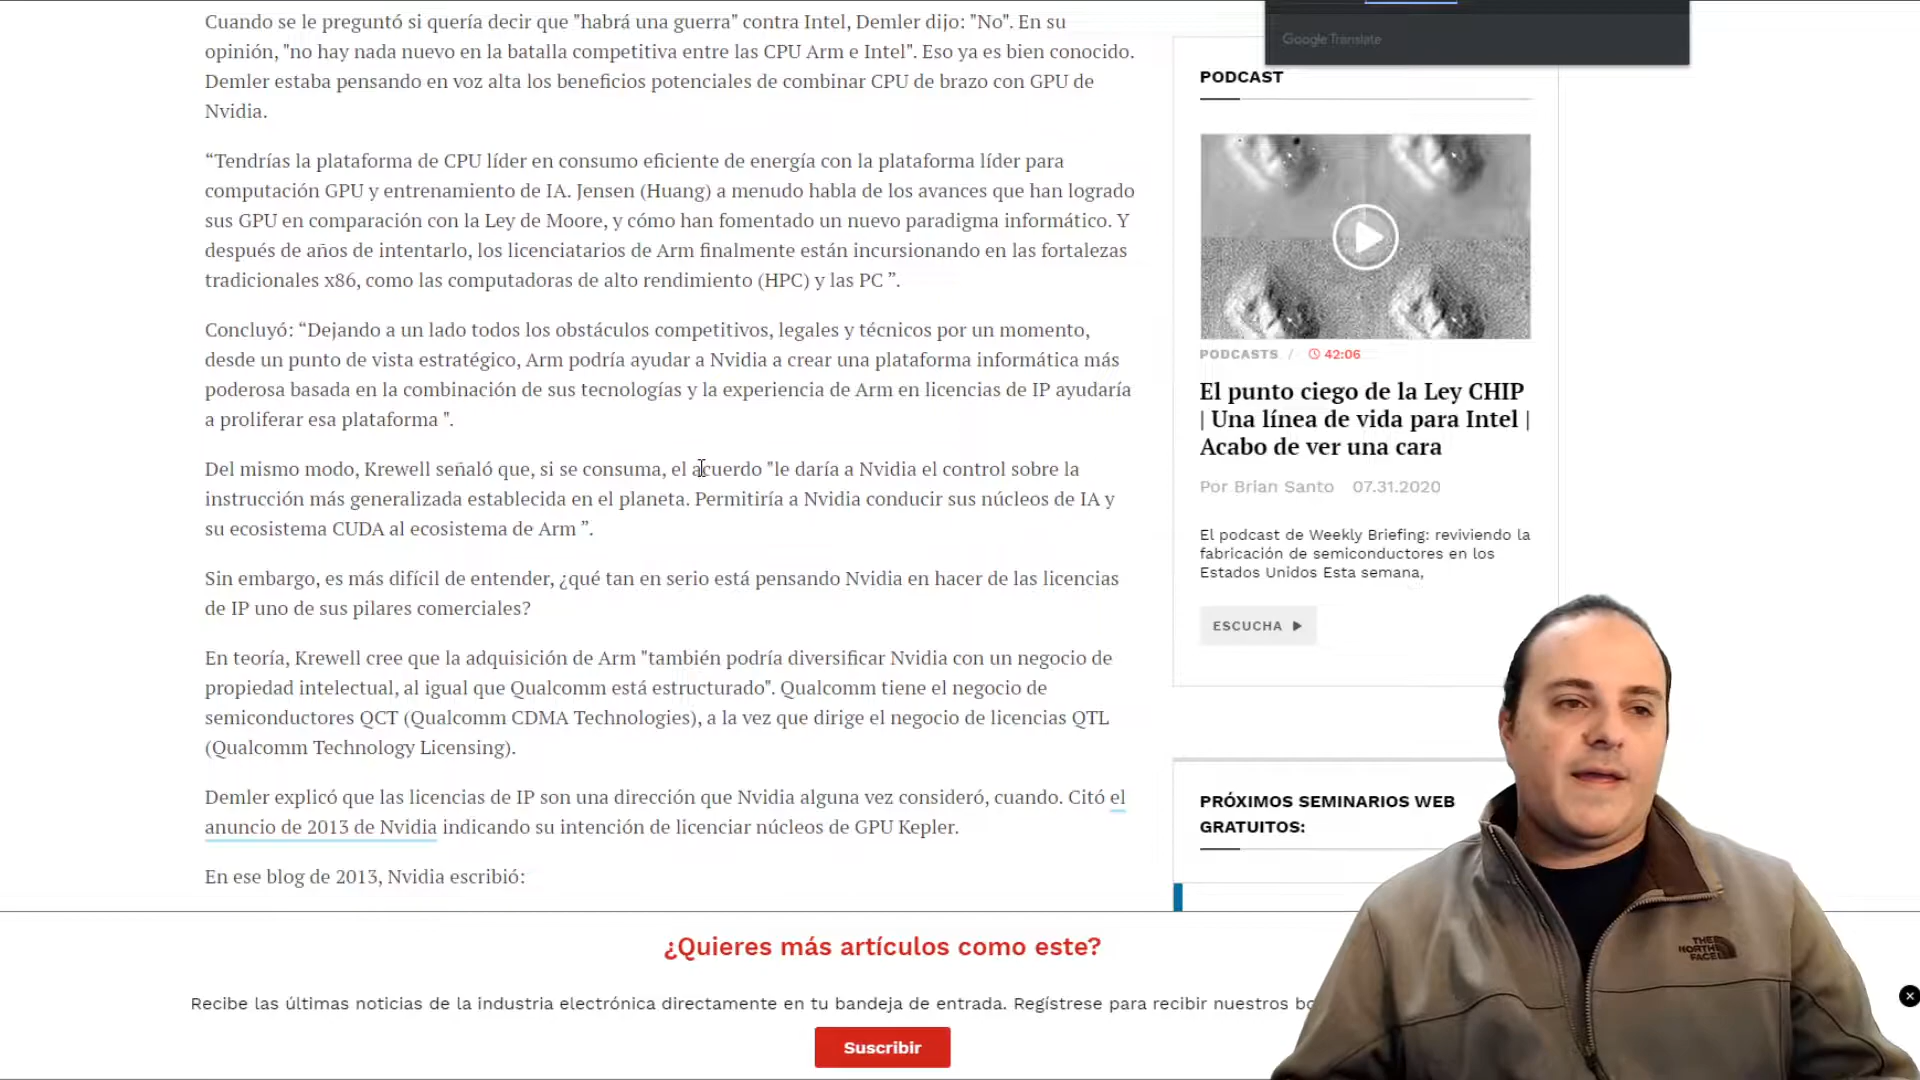 Cuando se le preguntó si quería decir que "habrá una guerra" contra Intel, Demler dijo: "No". En su
opinión, "no hay nada nuevo en la batalla competitiva entre las CPU Arm e Intel". Eso ya es bien conocido.
Demler estaba pensando en voz alta los beneficios potenciales de combinar CPU de brazo con GPU de
Nvidia.
“Tendrías la plataforma de CPU líder en consumo eficiente de energía con la plataforma líder para
computación GPU y entrenamiento de IA. Jensen (Huang) a menudo habla de los avances que han logrado
sus GPU en comparación con la Ley de Moore, y cómo han fomentado un nuevo paradigma informático. Y
después de años de intentarlo, los licenciatarios de Arm finalmente están incursionando en las fortalezas
tradicionales x86, como las computadoras de alto rendimiento (HPC) y las PC ”.
Concluyó: “Dejando a un lado todos los obstáculos competitivos, legales y técnicos por un momento,
desde un punto de vista estratégico, Arm podría ayudar a Nvidia a crear una plataforma informática más
poderosa basada en la combinación de sus tecnologías y la experiencia de Arm en licencias de IP ayudaría
a proliferar esa plataforma ".
Del mismo modo, Krewell señaló que, si se consuma, el acuerdo "le daría a Nvidia el control sobre la
instrucción más generalizada establecida en el planeta. Permitiría a Nvidia conducir sus núcleos de IA y
su ecosistema CUDA al ecosistema de Arm ”.
Sin embargo, es más difícil de entender, ¿qué tan en serio está pensando Nvidia en hacer de las licencias
de IP uno de sus pilares comerciales?
En teoría, Krewell cree que la adquisición de Arm "también podría diversificar Nvidia con un negocio de
propiedad intelectual, al igual que Qualcomm está estructurado". Qualcomm tiene el negocio de
semiconductores QCT (Qualcomm CDMA Technologies), a la vez que dirige el negocio de licencias QTL
(Qualcomm Technology Licensing).
Demler explicó que las licencias de IP son una dirección que Nvidia alguna vez consideró, cuando. Citó el
anuncio de 2013 de Nvidia indicando su intención de licenciar núcleos de GPU Kepler.
En ese blog de 2013, Nvidia escribió:
Google Translate
PODCAST
PODCASTS / 42:06
El punto ciego de la Ley CHIP
| Una línea de vida para Intel |
Acabo de ver una cara
Por Brian Santo 07.31.2020
El podcast de Weekly Briefing: reviviendo la
fabricación de semiconductores en los
Estados Unidos Esta semana,
ESCUCHA
PRÓXIMOS SEMINARIOS WEB
GRATUITOS:
¿Quieres más artículos como este?
Recibe las últimas noticias de la industria electrónica directamente en tu bandeja de entrada. Regístrese para recibir nuestros
Suscribir
THE
NORTH
FACE